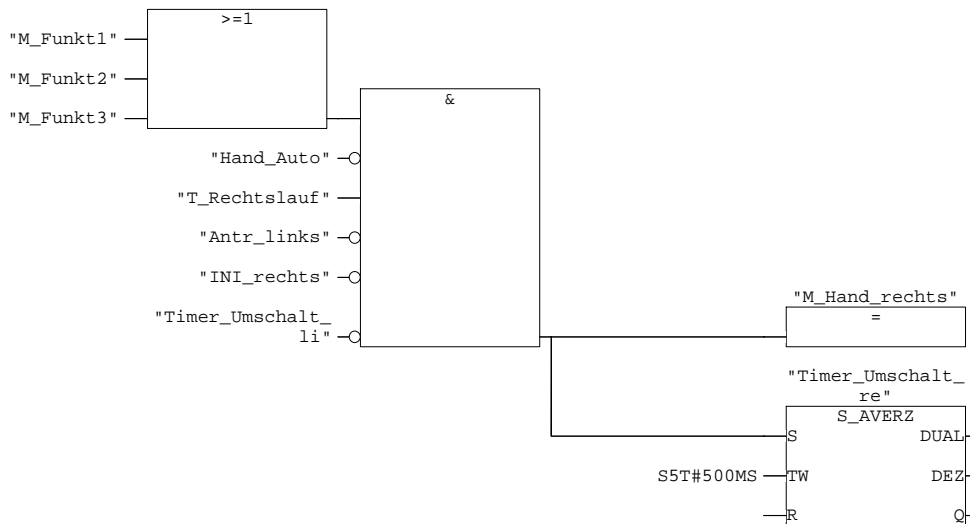 >=1
"M_Funkt1"
"M_Funkt2"
"M_Funkt3"
&
"Hand_Auto"
"T_Rechtslauf"
"Antr_links"
"INI_rechts"
"Timer_Umschalt_
li"
"M_Hand_rechts"
=
"Timer_Umschalt_
re"
S_AVERZ
S DUAL
S5T#500MS TW DEZ
R Q